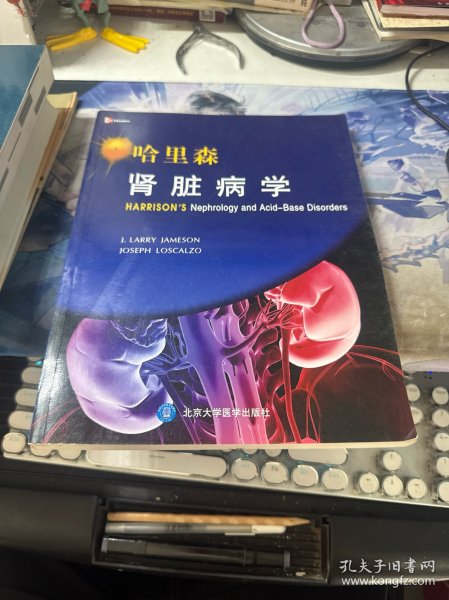 Education
哈里森
肾脏病学
HARRISON'S Nephrology and Acid-Base Disorders
J. LARRY JAMESON
JOSEPH LOSCALZO
北京大学医学出版社
孔夫子旧书网
www.kongfz.com